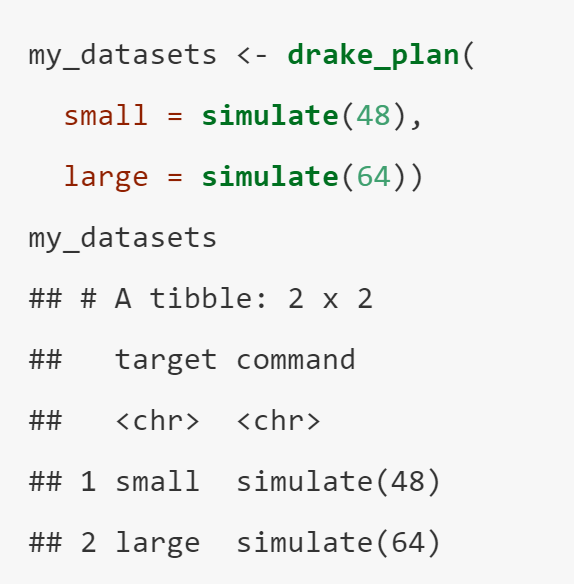 my_datasets <- drake_plan(
  small = simulate(48),
  large = simulate(64))
my_datasets
## # A tibble: 2 x 2
##   target command
##   <chr>  <chr>
## 1 small  simulate(48)
## 2 large  simulate(64)